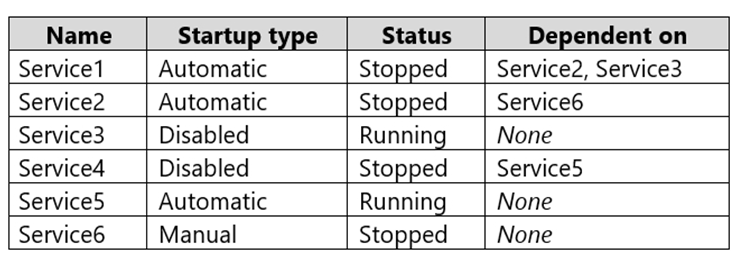 Name Startup type Status Dependent on
Service1 Automatic Stopped Service2, Service3
Service2 Automatic Stopped Service6
Service3 Disabled Running None
Service4 Disabled Stopped Service5
Service5 Automatic Running None
Service6 Manual Stopped None